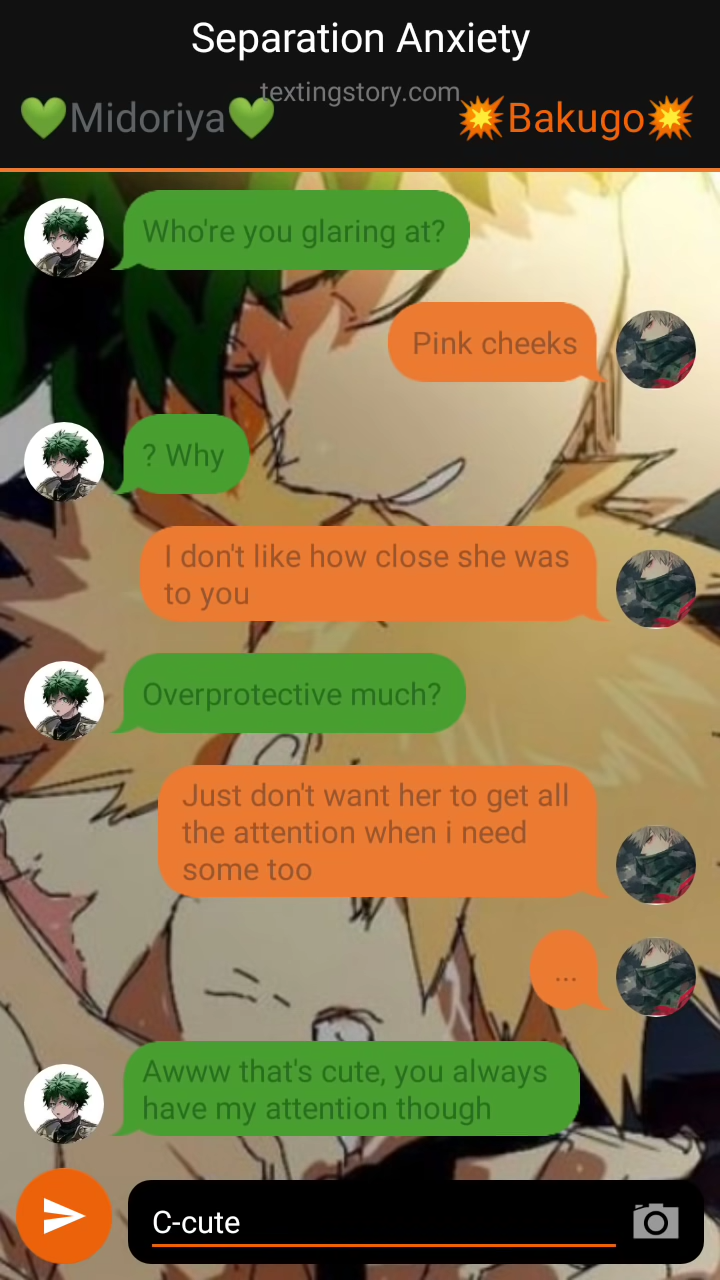 Separation Anxiety
textingstory.com
💚Midoriya💚
💥Bakugo💥
Who're you glaring at?
Pink cheeks
? Why
I don't like how close she was
to you
Overprotective much?
Just don't want her to get all
the attention when i need
some too
...
Awww that's cute, you always
have my attention though
C-cute